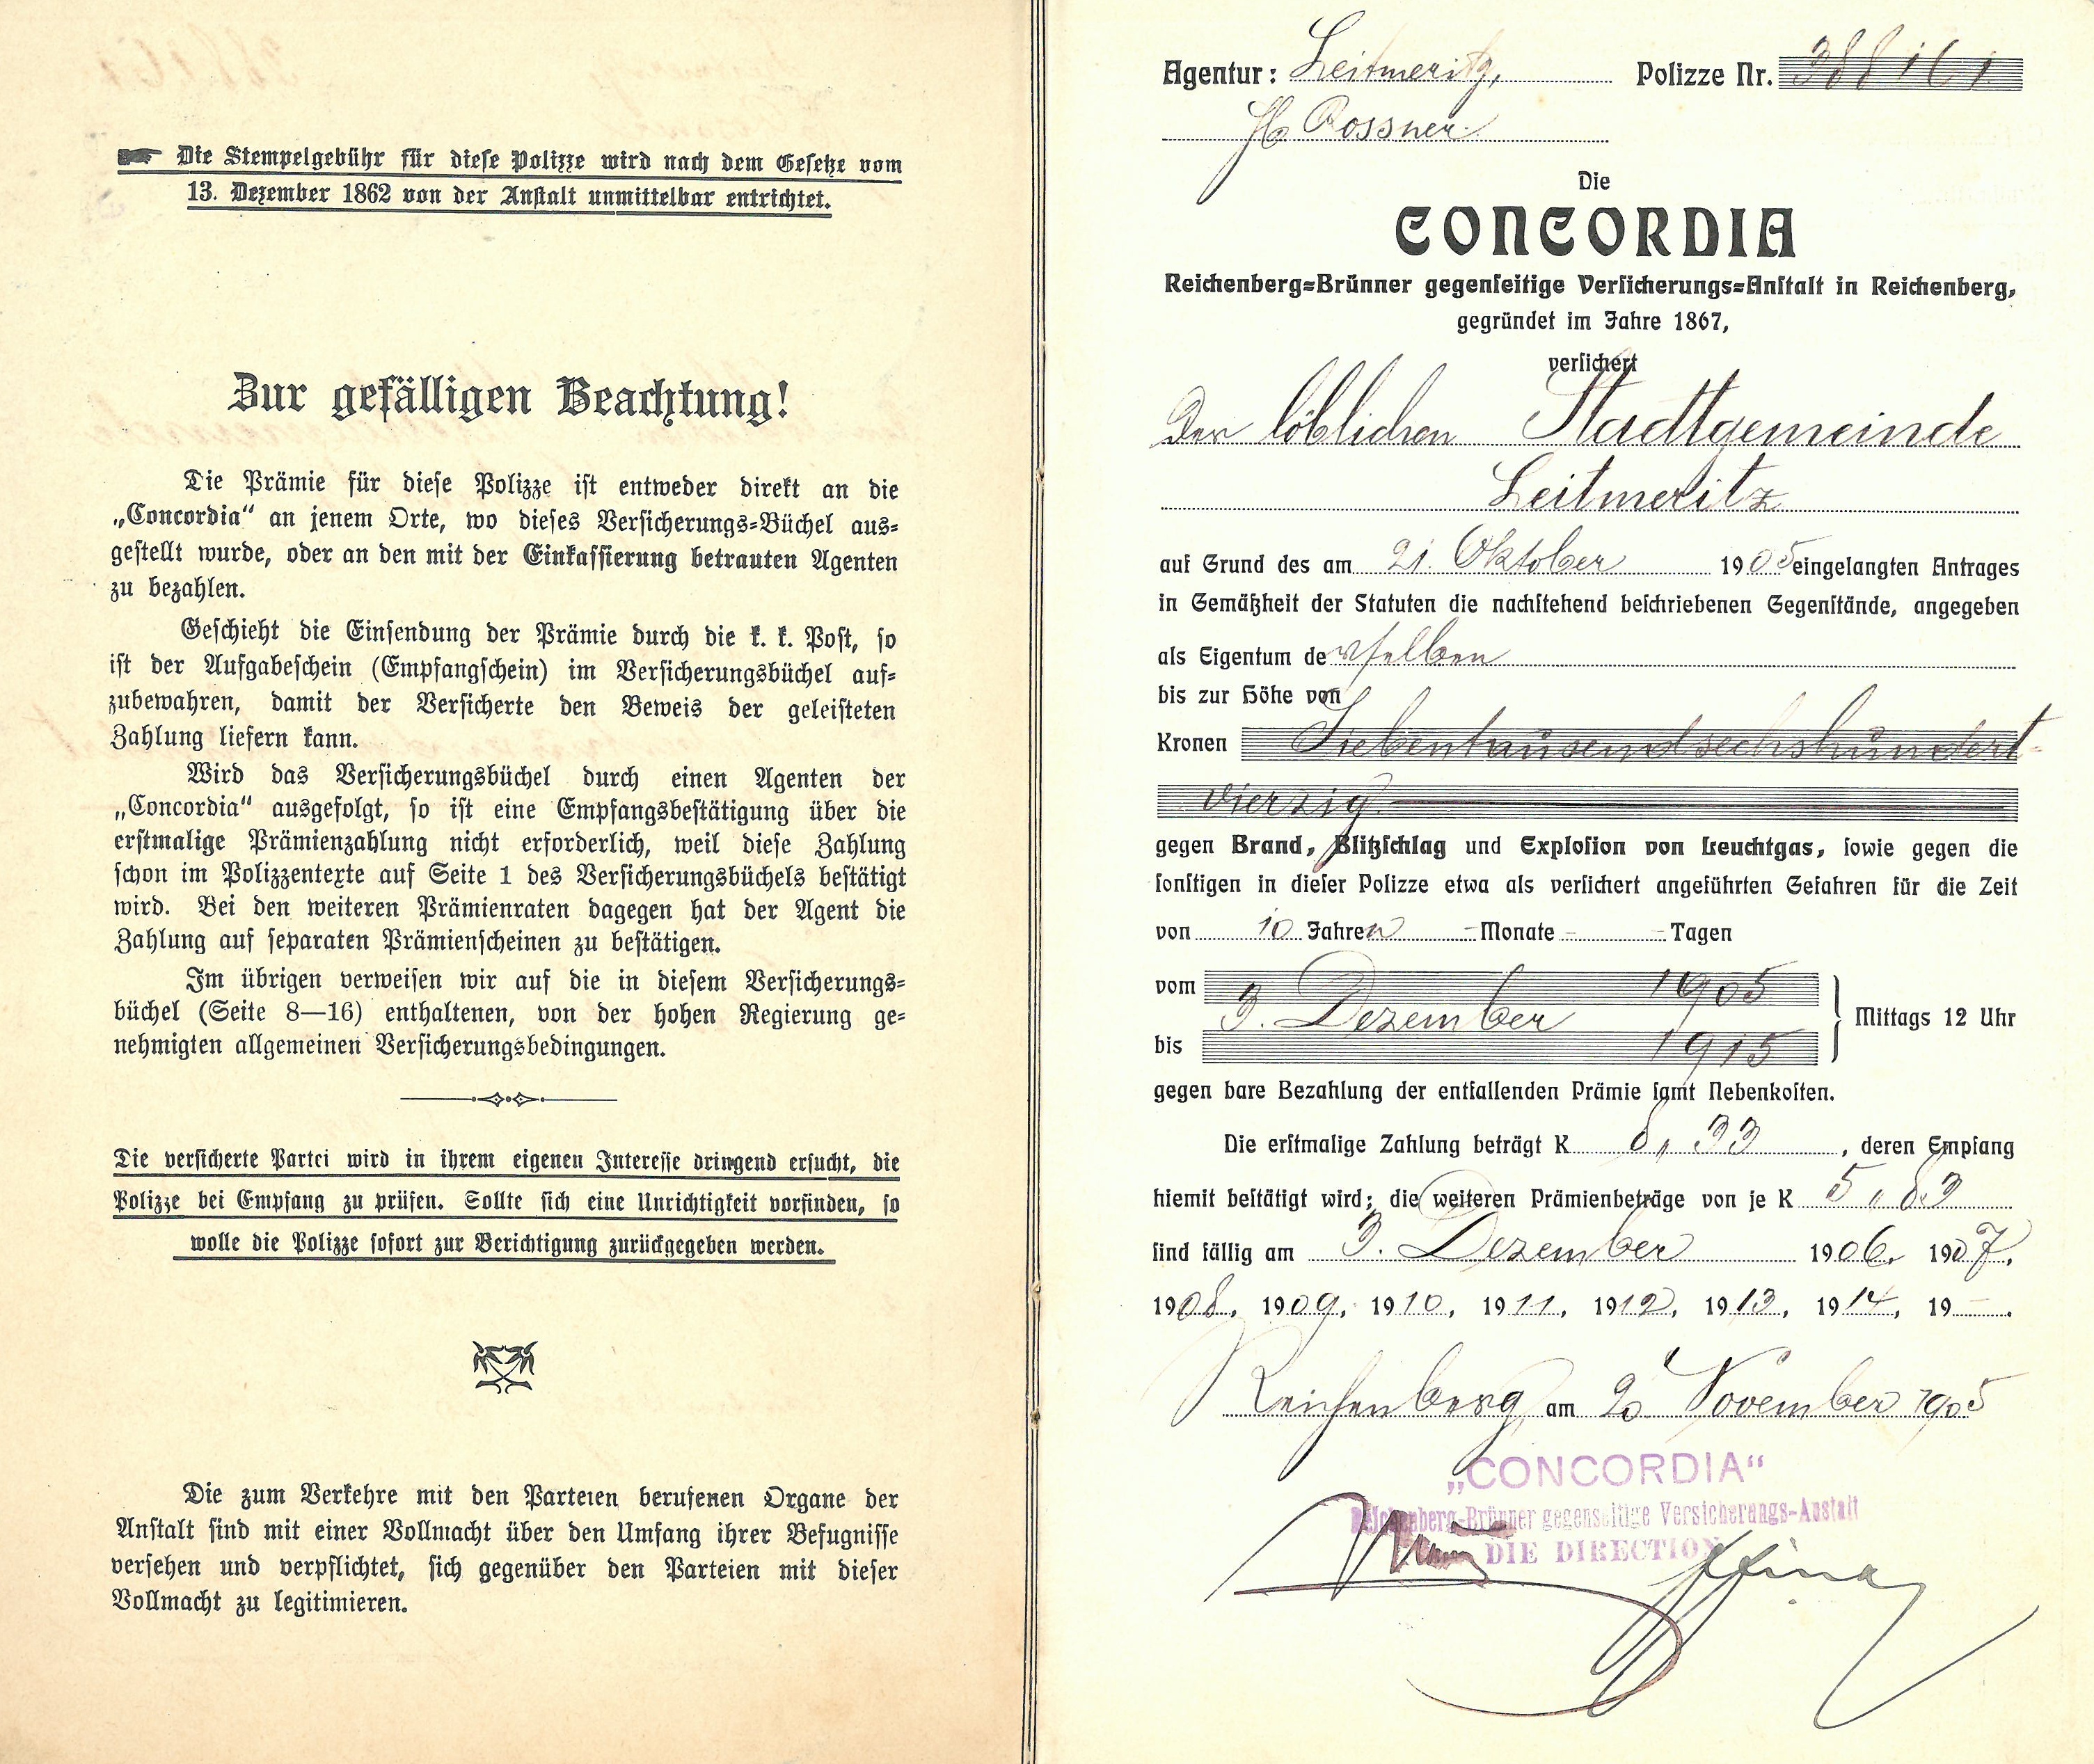 Die Stempelgebühr für diese Polizze wird nach dem Gesetze vom
13. Dezember 1862 von der Anstalt unmittelbar entrichtet.
Zur gefälligen Beachtung!
Die Prämie für diese Polizze ist entweder direkt an die
„Concordia“ an jenem Orte, wo dieses Versicherungs-Büchel aus-
gestellt wurde, oder an den mit der Einkassierung betrauten Agenten
zu bezahlen.
Geschieht die Einsendung der Prämie durch die k. k. Post, so
ist der Aufgabeschein (Empfangschein) im Versicherungsbüchel auf-
zubewahren, damit der Versicherte den Beweis der geleisteten
Zahlung liefern kann.
Wird das Versicherungsbüchel durch einen Agenten der
„Concordia“ ausgefolgt, so ist eine Empfangsbestätigung über die
erstmalige Prämienzahlung nicht erforderlich, weil diese Zahlung
schon im Polizzentexte auf Seite 1 des Versicherungsbüchels bestätigt
wird. Bei den weiteren Prämienraten dagegen hat der Agent die
Zahlung auf separaten Prämienscheinen zu bestätigen.
Im übrigen verweisen wir auf die in diesem Versicherungs-
büchel (Seite 8—16) enthaltenen, von der hohen Regierung ge-
nehmigten allgemeinen Versicherungsbedingungen.
Die versicherte Partei wird in ihrem eigenen Interesse dringend ersucht, die
Polizze bei Empfang zu prüfen. Sollte sich eine Unrichtigkeit vorfinden, so
wolle die Polizze sofort zur Berichtigung zurückgegeben werden.
Die zum Verkehre mit den Parteien berufenen Organe der
Anstalt sind mit einer Vollmacht über den Umfang ihrer Befugnisse
versehen und verpflichtet, sich gegenüber den Parteien mit dieser
Vollmacht zu legitimieren.
Agentur: Leitmeritz, Polizze Nr. 388161
H Rossner
Die
CONCORDIA
Reichenberg-Brünner gegenseitige Versicherungs-Anstalt in Reichenberg,
gegründet im Jahre 1867,
versichert
Der löblichen Stadtgemeinde
Leitmeritz
auf Grund des am 21. Oktober 1905 eingelangten Antrages
in Gemäßheit der Statuten die nachstehend beschriebenen Gegenstände, angegeben
als Eigentum derselben
bis zur Höhe von
Kronen Siebentausendsechshundert-
vierzig
gegen Brand, Blitzschlag und Explosion von Leuchtgas, sowie gegen die
sonstigen in dieser Polizze etwa als versichert angeführten Gefahren für die Zeit
von 10 Jahren - Monate - Tagen
vom 1905
3. Dezember Mittags 12 Uhr
bis 1915
gegen bare Bezahlung der entfallenden Prämie samt Nebenkosten.
Die erstmalige Zahlung beträgt K 8,, 33, deren Empfang
hiemit bestätigt wird; die weiteren Prämienbeträge von je K 5,, 83
sind fällig am 3. Dezember 1906, 1907,
1908, 1909, 1910, 1911, 1912, 1913, 1914, 19-.
Reichenberg am 20 November 1905
„CONCORDIA“
Reichenberg-Brünner gegenseitige Versicherungs-Anstalt
DIE DIRECTION